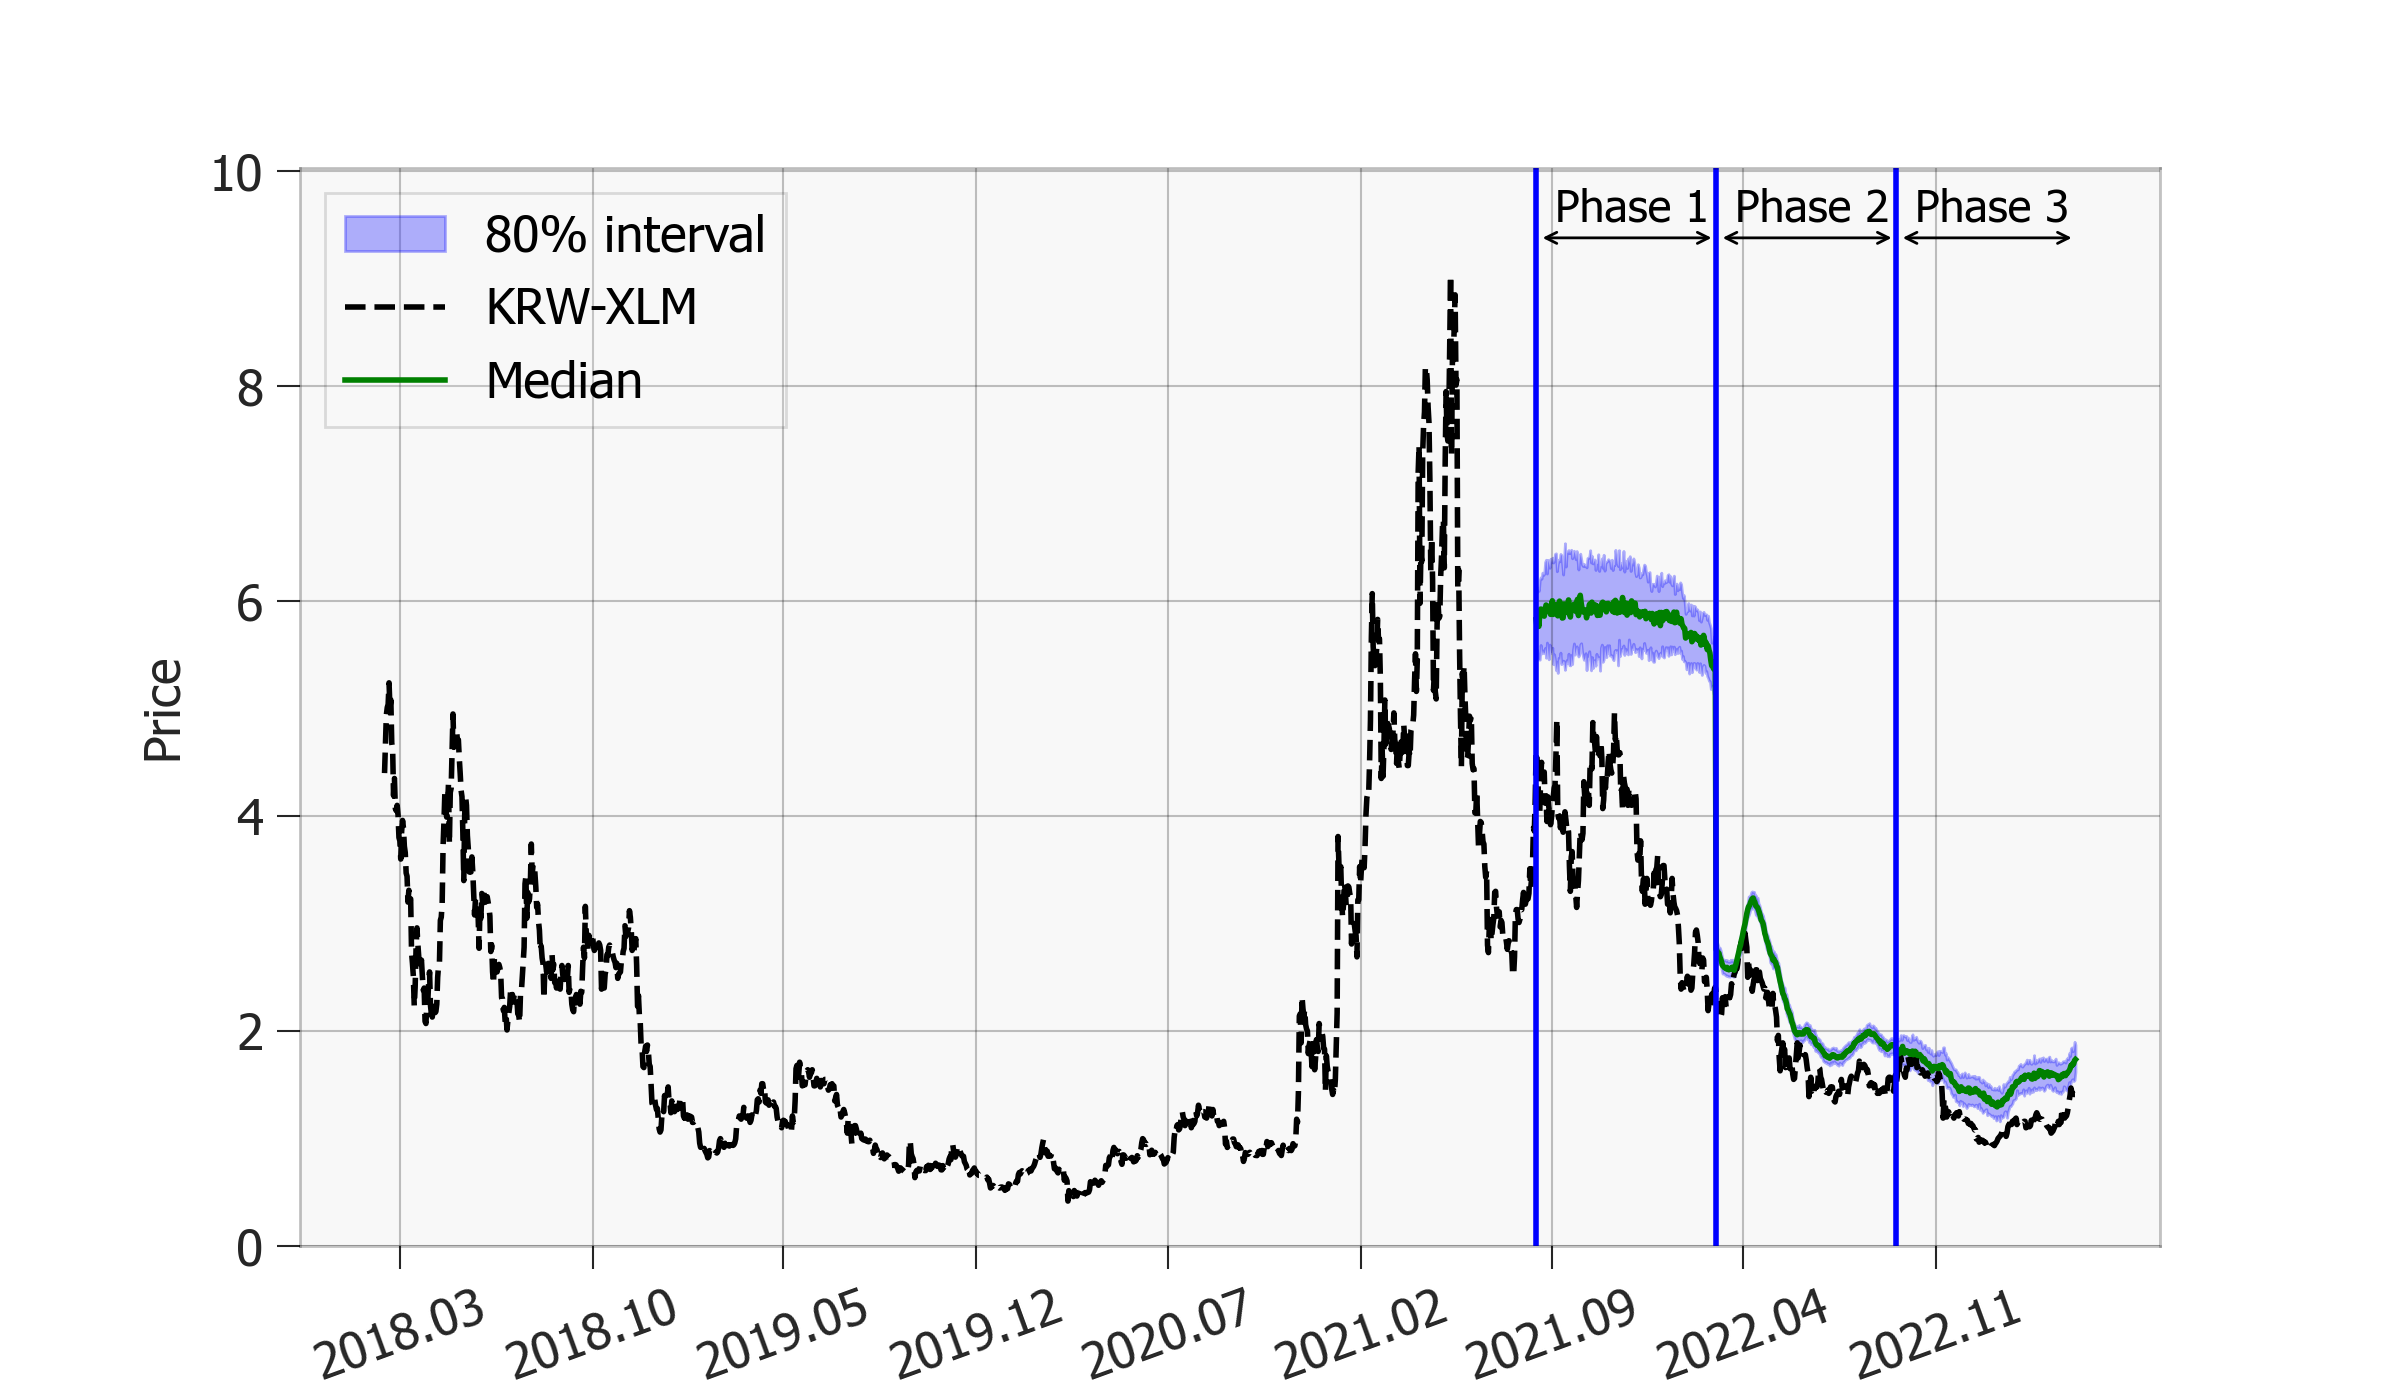 10
8
6
4
2
0
Price
80% interval
KRW-XLM
Median
Phase 1
Phase 2
Phase 3
2018.03
2018.10
2019.05
2019.12
2020.07
2021.02
2021.09
2022.04
2022.11